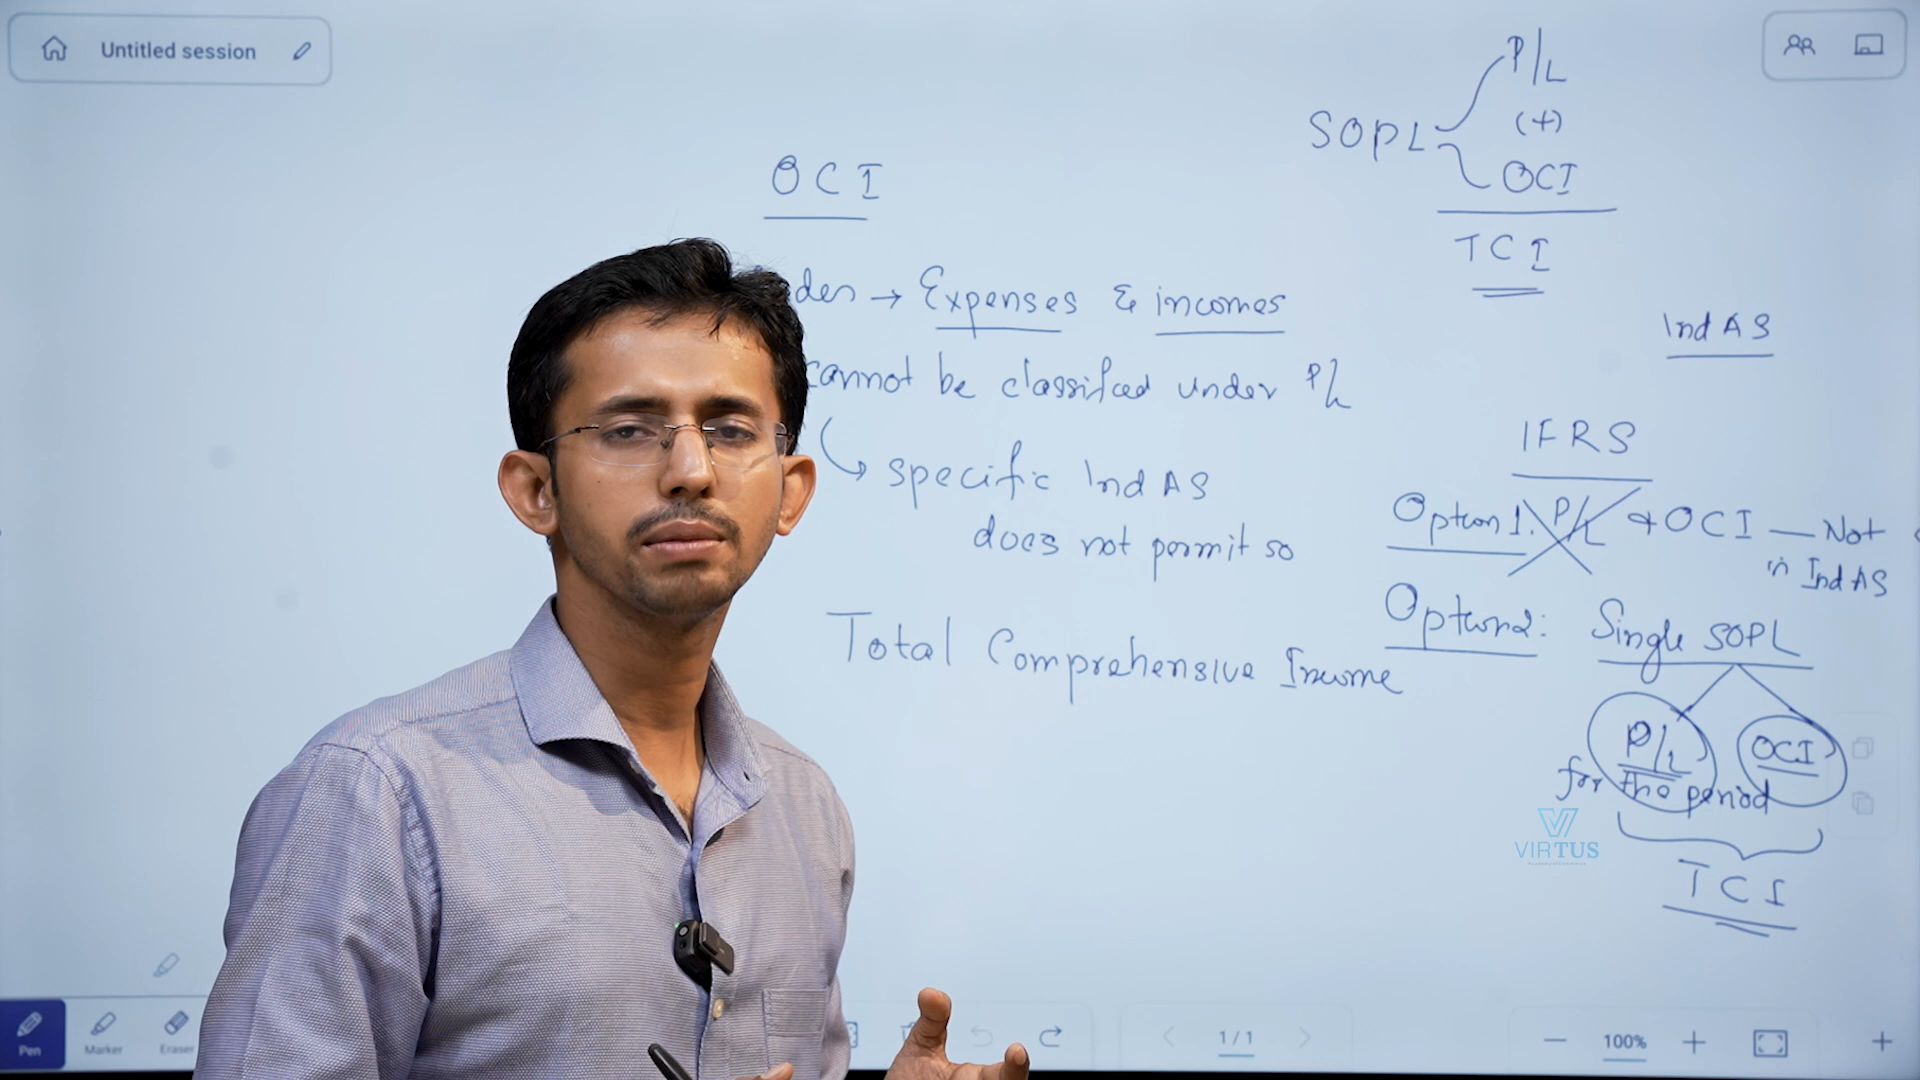 Untitled session
P/L
SOPL
(+)
OCI
TCI
OCI
→ Expenses & incomes
cannot be classified under P/L
specific Ind AS
does not permit so
Total Comprehensive Income
Ind AS
IFRS
Option 1: P/L & OCI — Not
in Ind AS
Option 2: Single SOPL
P/L OCI
for the period
TCI
VIRTUS
Pen Marker Eraser
1/1
100%